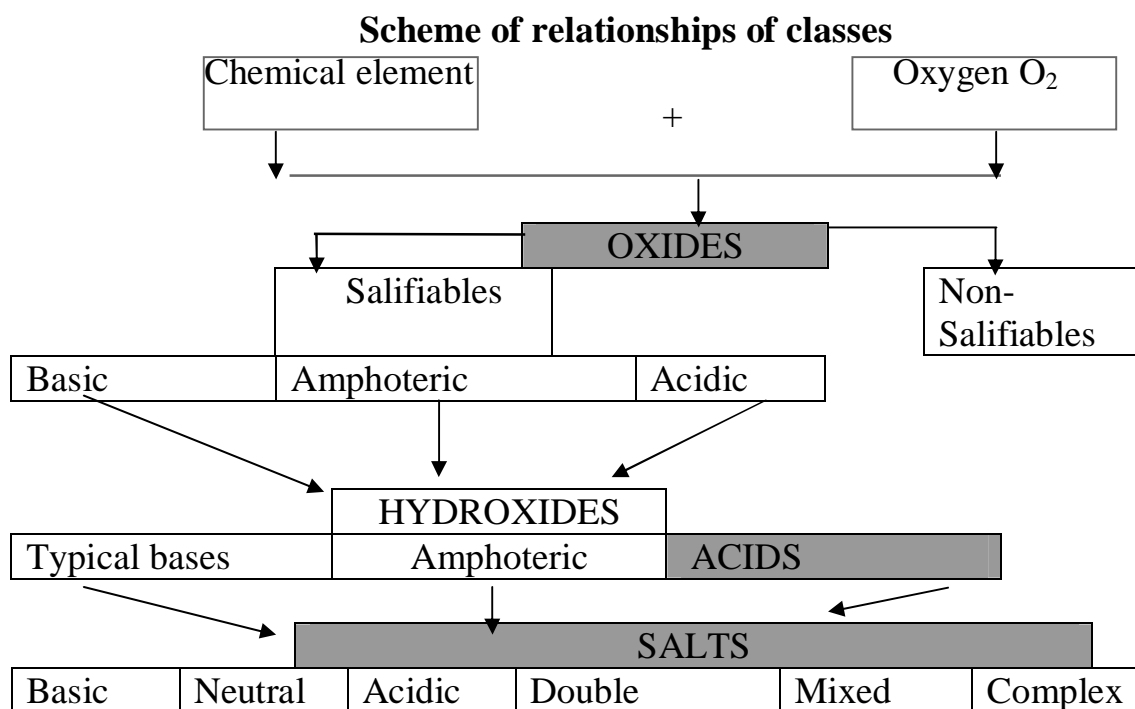 Scheme of relationships of classes
Chemical element
Oxygen O₂
+
OXIDES
Salifiables
Non-
Salifiables
Basic Amphoteric Acidic
HYDROXIDES
Typical bases Amphoteric ACIDS
SALTS
Basic Neutral Acidic Double Mixed Complex